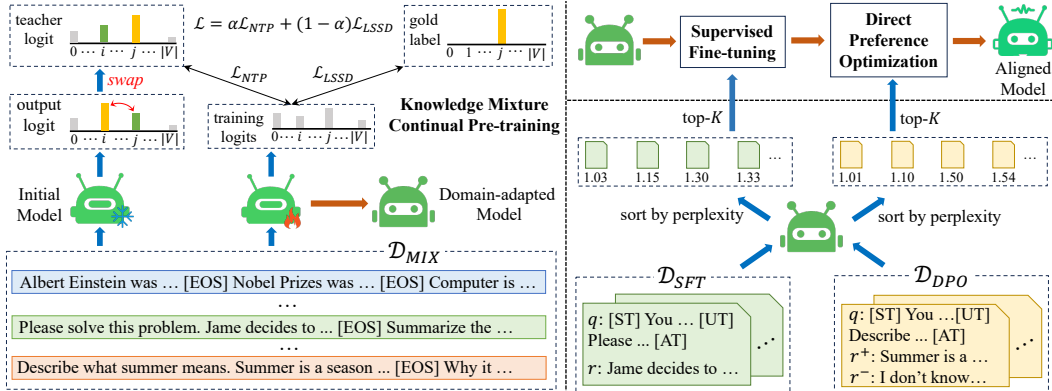 teacher logit
0 ⋯ i ⋯ j ⋯ |V|
ℒ = αℒ_NTP + (1 − α)ℒ_LSSD
gold label
0 1 ⋯ j ⋯ |V|
swap
ℒ_NTP
ℒ_LSSD
output logit
0 ⋯ i ⋯ j ⋯ |V|
training logits
0 ⋯ i ⋯ j ⋯ |V|
Knowledge Mixture
Continual Pre-training
Initial
Model
Domain-adapted
Model
𝒟_MIX
Albert Einstein was … [EOS] Nobel Prizes was … [EOS] Computer is …
…
Please solve this problem. Jame decides to ... [EOS] Summarize the …
…
Describe what summer means. Summer is a season ... [EOS] Why it …
Supervised
Fine-tuning
Direct
Preference
Optimization
Aligned
Model
top-K
top-K
1.03 1.15 1.30 1.33 ...
1.01 1.10 1.50 1.54 ...
sort by perplexity
sort by perplexity
𝒟_SFT
q: [ST] You … [UT]
Please ... [AT]
r: Jame decides to …
⋰
𝒟_DPO
q: [ST] You …[UT]
Describe ... [AT]
r⁺: Summer is a …
r⁻: I don't know…
⋰